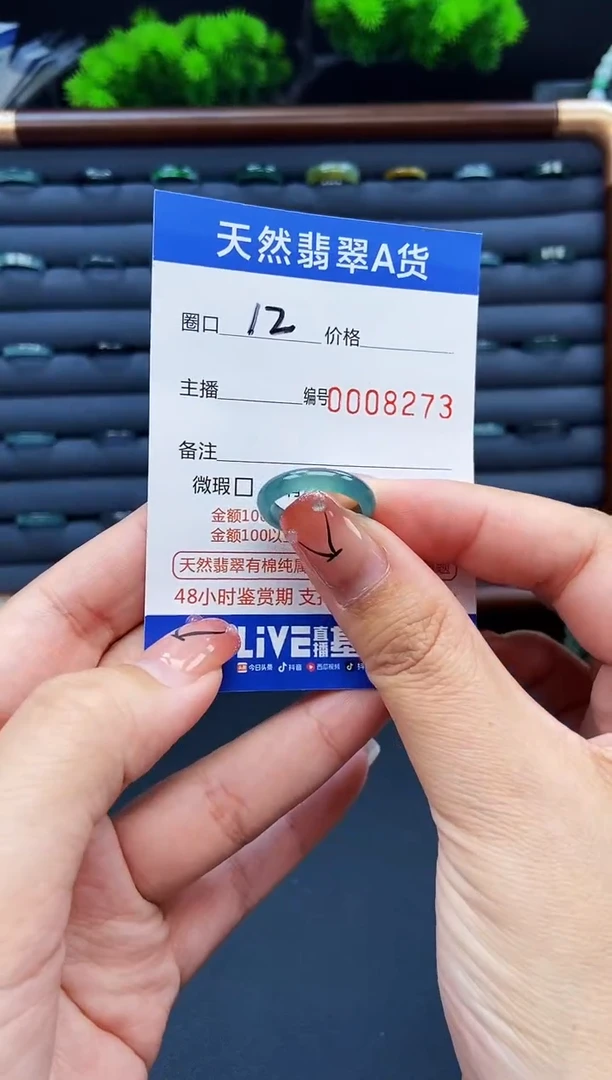 天然翡翠A货
圈口 12 价格
主播 编号0008273
备注
微瑕□
金额10
金额100以
天然翡翠有棉纯属
48小时鉴赏期 支
LiVE直播基
今日头条 抖音 西瓜视频 抖